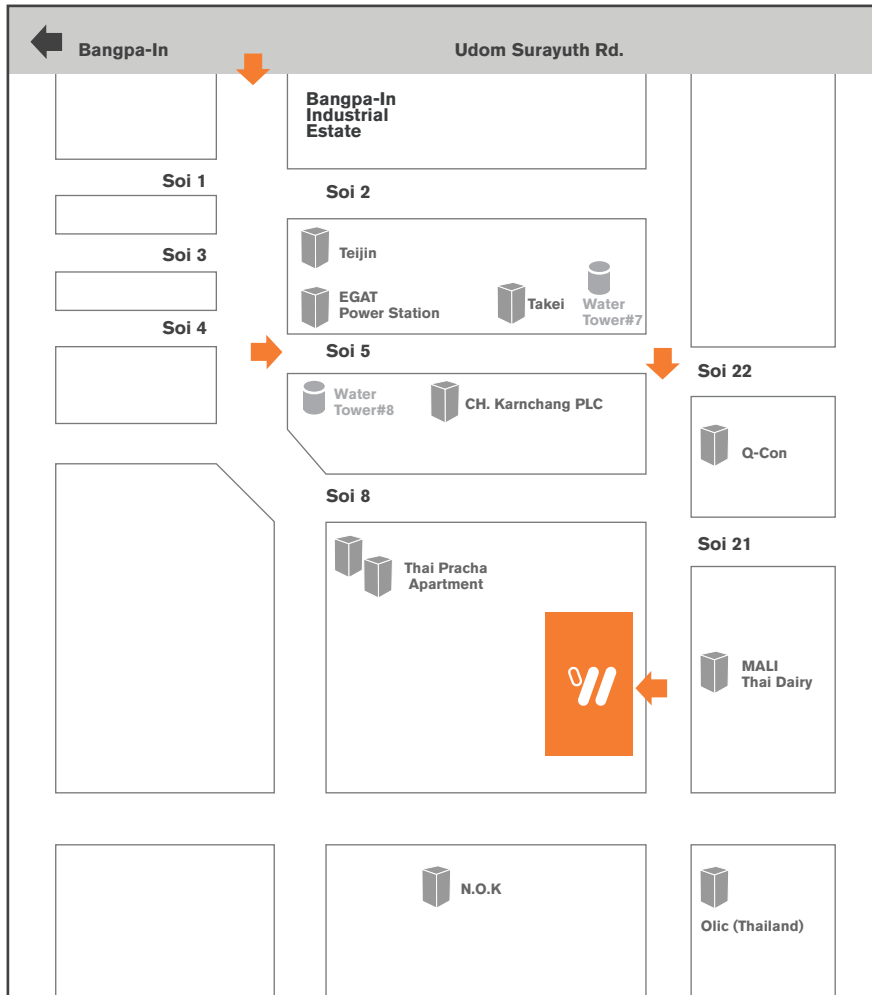 Bangpa-In
Udom Surayuth Rd.
Bangpa-In
Industrial
Estate
Soi 1
Soi 2
Teijin
Soi 3
EGAT
Power Station
Takei
Water
Tower#7
Soi 4
Soi 5
Soi 22
Water
Tower#8
CH. Karnchang PLC
Q-Con
Soi 8
Soi 21
Thai Pracha
Apartment
MALI
Thai Dairy
N.O.K
Olic (Thailand)